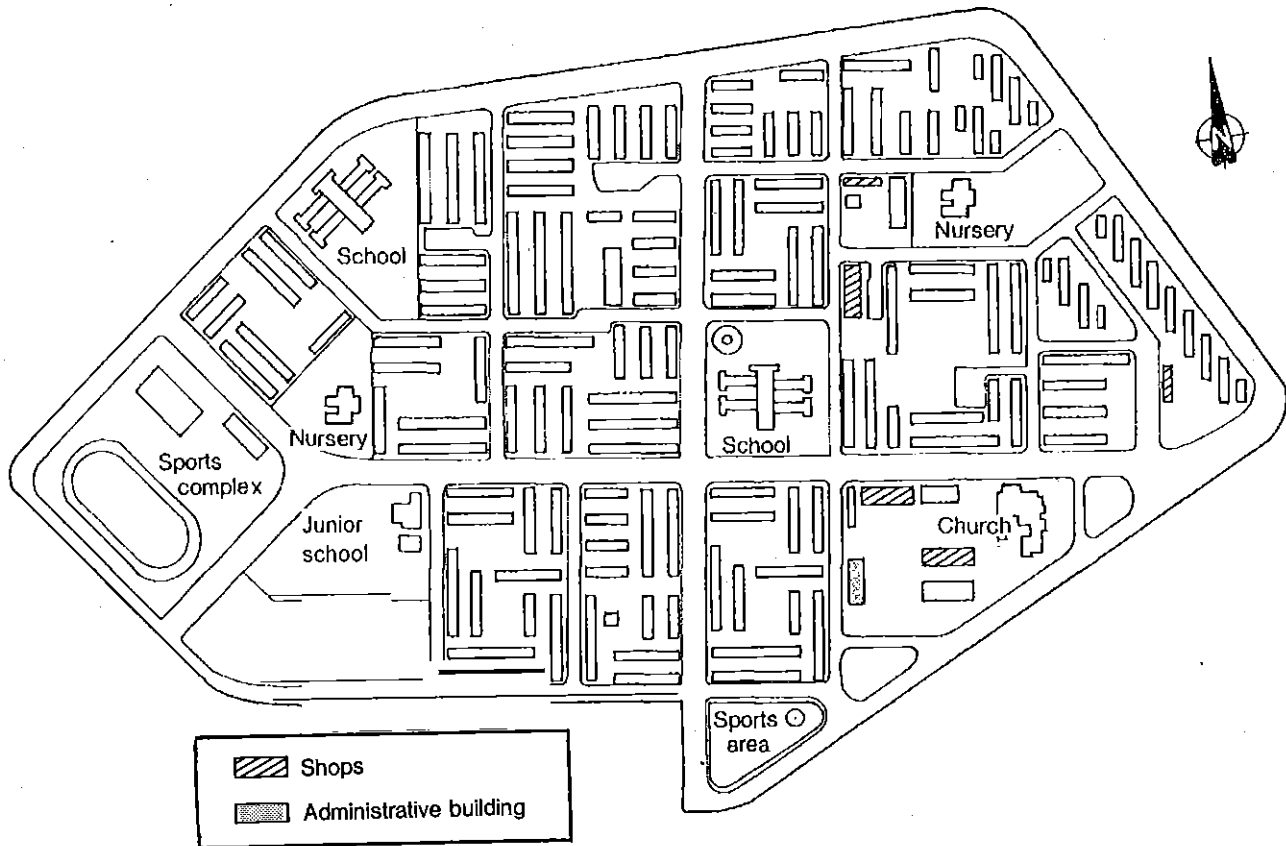 N
School
Nursery
Nursery
School
Sports
complex
Junior
school
Church
Sports
area
Shops
Administrative building